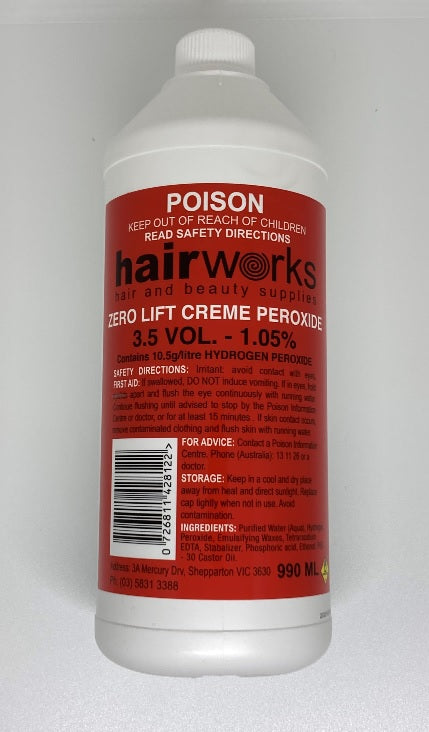 POISON
KEEP OUT OF REACH OF CHILDREN
READ SAFETY DIRECTIONS
hairworks
hair and beauty supplies
ZERO LIFT CREME PEROXIDE
3.5 VOL. - 1.05%
Contains 10.5g/litre HYDROGEN PEROXIDE
SAFETY DIRECTIONS: Irritant: avoid contact with eyes.
FIRST AID: If swallowed, DO NOT induce vomiting. If in eyes, hold
apart and flush the eye continuously with running water.
Continue flushing until advised to stop by the Poison Information
Centre or doctor, or for at least 15 minutes. If skin contact occurs,
remove contaminated clothing and flush skin with running water.
FOR ADVICE: Contact a Poison Information
Centre. Phone (Australia): 13 11 26 or a
doctor.
STORAGE: Keep in a cool and dry place
away from heat and direct sunlight. Replace
cap tightly when not in use. Avoid
contamination.
INGREDIENTS: Purified Water (Aqua), Hydrogen
Peroxide, Emulsifying Waxes, Tetrasodium
EDTA, Stabalizer, Phosphoric acid, Ethanol,
- 30 Castor Oil.
0 726811 428122 >
Address: 3A Mercury Drv, Shepparton VIC 3630
990 ML
Ph: (03) 5831 3388